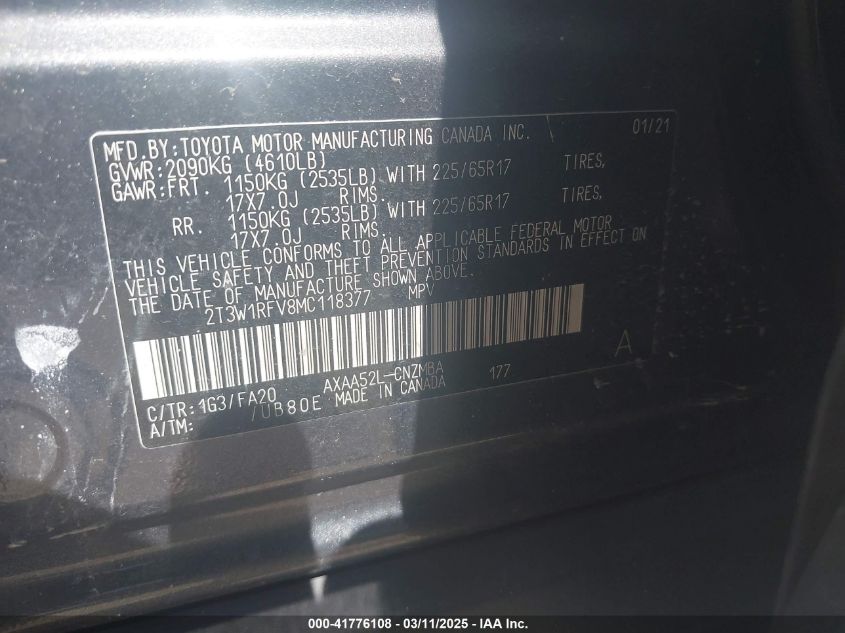 MFD.BY:TOYOTA MOTOR MANUFACTURING CANADA INC. 01/21
GVWR:2090KG (4610LB)
GAWR:FRT. 1150KG (2535LB) WITH 225/65R17 TIRES,
17X7.0J RIMS.
RR. 1150KG (2535LB) WITH 225/65R17 TIRES,
17X7.0J RIMS.
THIS VEHICLE CONFORMS TO ALL APPLICABLE FEDERAL MOTOR
VEHICLE SAFETY AND THEFT PREVENTION STANDARDS IN EFFECT ON
THE DATE OF MANUFACTURE SHOWN ABOVE.
2T3W1RFV8MC118377 MPV
A
AXAA52L-CNZMBA 177
C/TR:1G3/FA20 MADE IN CANADA
A/TM: /UB80E
000-41776108 - 03/11/2025 - IAA Inc.